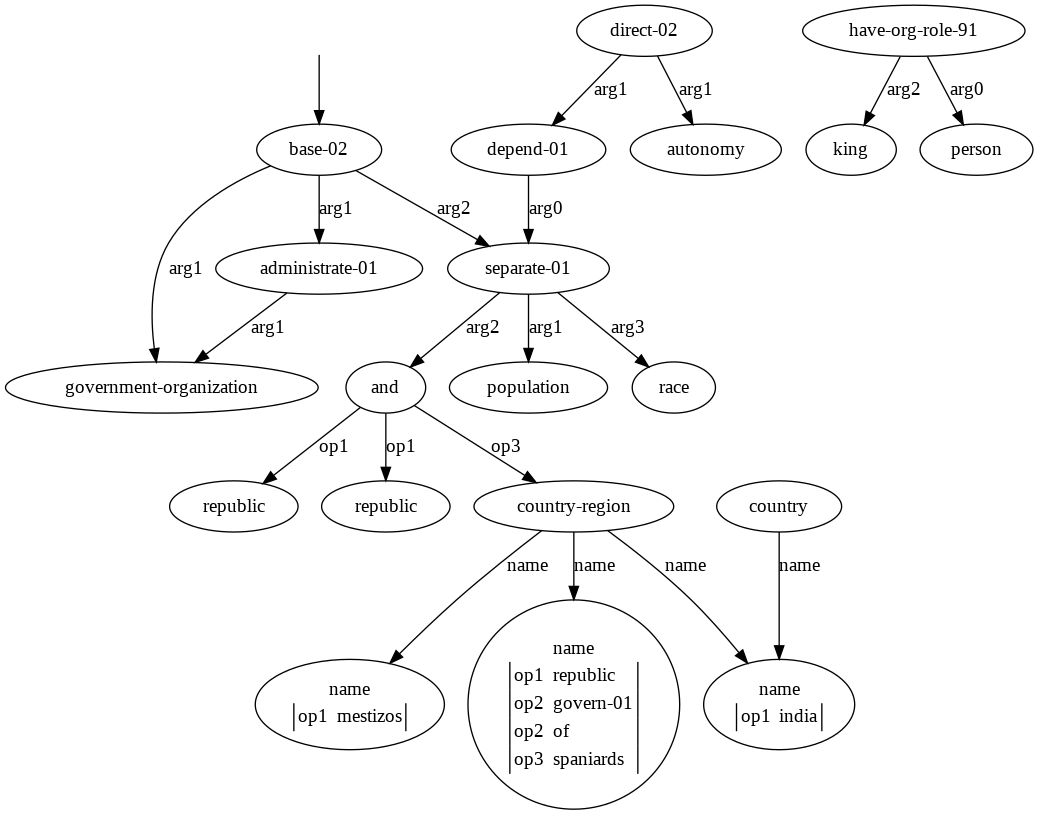 direct-02
have-org-role-91
arg1
arg1
arg2
arg0
base-02
depend-01
autonomy
king
person
arg1
arg2
arg0
arg1
administrate-01
separate-01
arg1
arg2
arg1
arg3
government-organization
and
population
race
op1
op1
op3
republic
republic
country-region
country
name
name
name
name
name
op1 mestizos
name
op1 republic
op2 govern-01
op2 of
op3 spaniards
name
op1 india